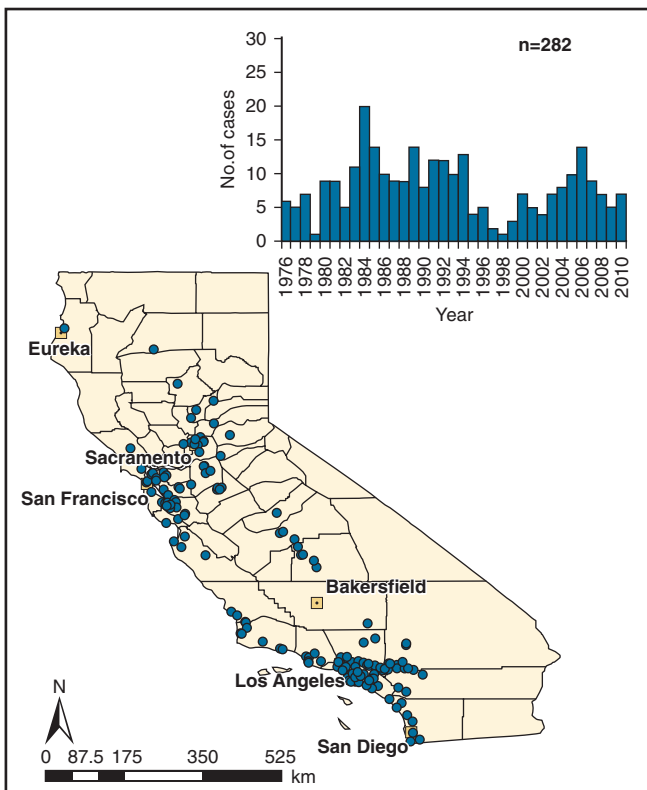 n=282
No.of cases
30
25
20
15
10
5
0
1976
1978
1980
1982
1984
1986
1988
1990
1992
1994
1996
1998
2000
2002
2004
2006
2008
2010
Year
Eureka
Sacramento
San Francisco
Bakersfield
Los Angeles
San Diego
N
0 87.5 175 350 525
km